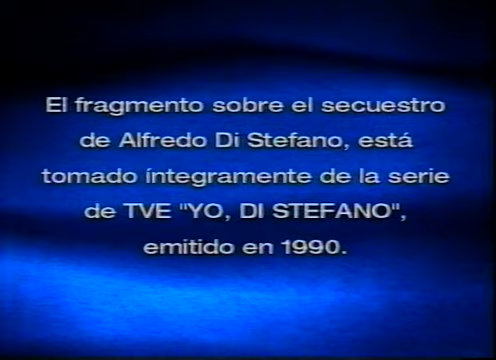 El fragmento sobre el secuestro
de Alfredo Di Stefano, está
tomado íntegramente de la serie
de TVE "YO, DI STEFANO",
emitido en 1990.